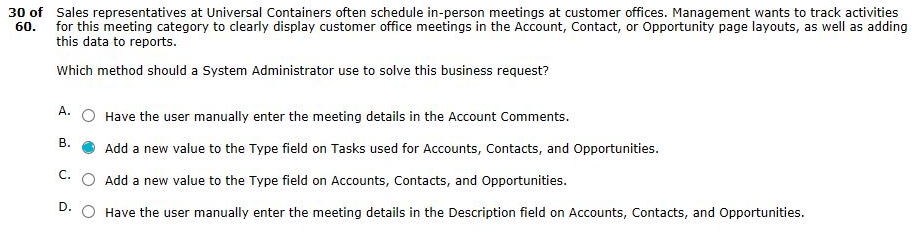 30 of Sales representatives at Universal Containers often schedule in-person meetings at customer offices. Management wants to track activities
60. for this meeting category to clearly display customer office meetings in the Account, Contact, or Opportunity page layouts, as well as adding
this data to reports.
Which method should a System Administrator use to solve this business request?
A. Have the user manually enter the meeting details in the Account Comments.
B. Add a new value to the Type field on Tasks used for Accounts, Contacts, and Opportunities.
C. Add a new value to the Type field on Accounts, Contacts, and Opportunities.
D. Have the user manually enter the meeting details in the Description field on Accounts, Contacts, and Opportunities.